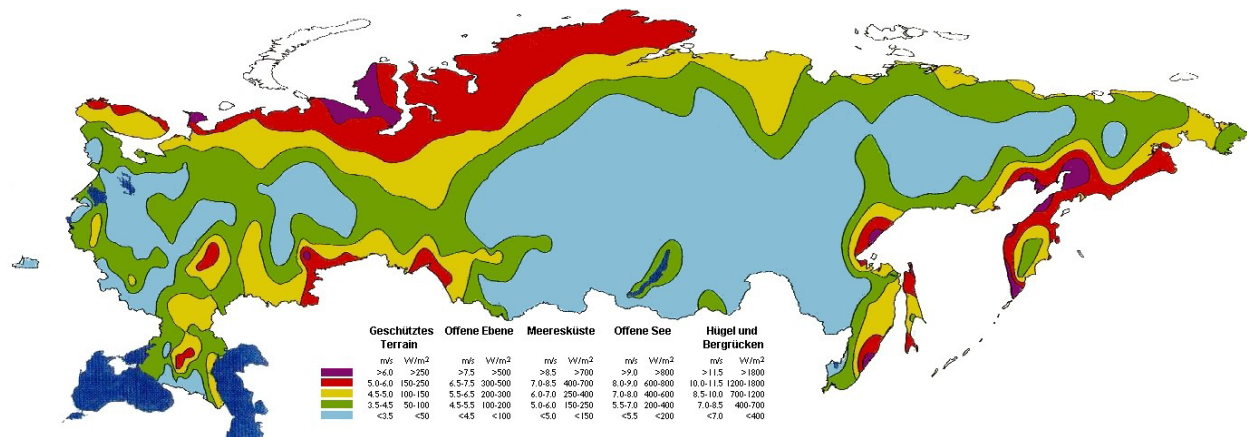 Geschütztes Offene Ebene Meeresküste Offene See Hügel und
Terrain Bergrücken
m/s W/m² m/s W/m² m/s W/m² m/s W/m² m/s W/m²
>6.0 >250 >7.5 >500 >8.5 >700 >9.0 >800 >11.5 >1800
5.0-6.0 150-250 6.5-7.5 300-500 7.0-8.5 400-700 8.0-9.0 600-800 10.0-11.5 1200-1800
4.5-5.0 100-150 5.5-6.5 200-300 6.0-7.0 250-400 7.0-8.0 400-600 8.5-10.0 700-1200
3.5-4.5 50-100 4.5-5.5 100-200 5.0-6.0 150-250 5.5-7.0 200-400 7.0-8.5 400-700
<3.5 <50 <4.5 <100 <5.0 <150 <5.5 <200 <7.0 <400